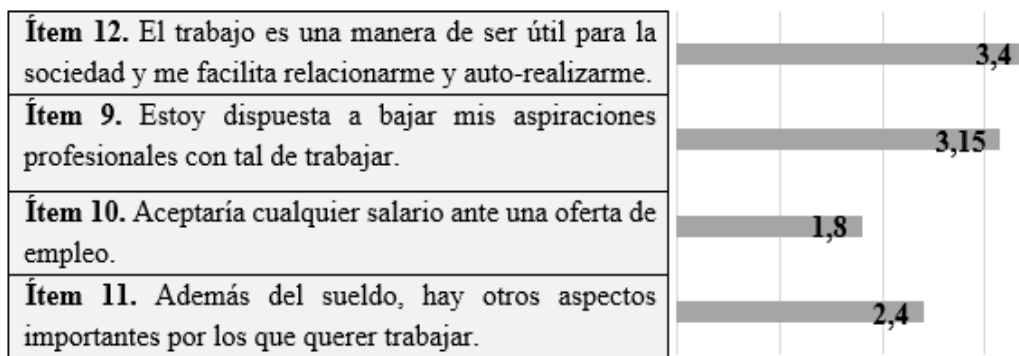 Ítem 12. El trabajo es una manera de ser útil para la
sociedad y me facilita relacionarme y auto-realizarme.
3,4
Ítem 9. Estoy dispuesta a bajar mis aspiraciones
profesionales con tal de trabajar.
3,15
Ítem 10. Aceptaría cualquier salario ante una oferta de
empleo.
1,8
Ítem 11. Además del sueldo, hay otros aspectos
importantes por los que querer trabajar.
2,4